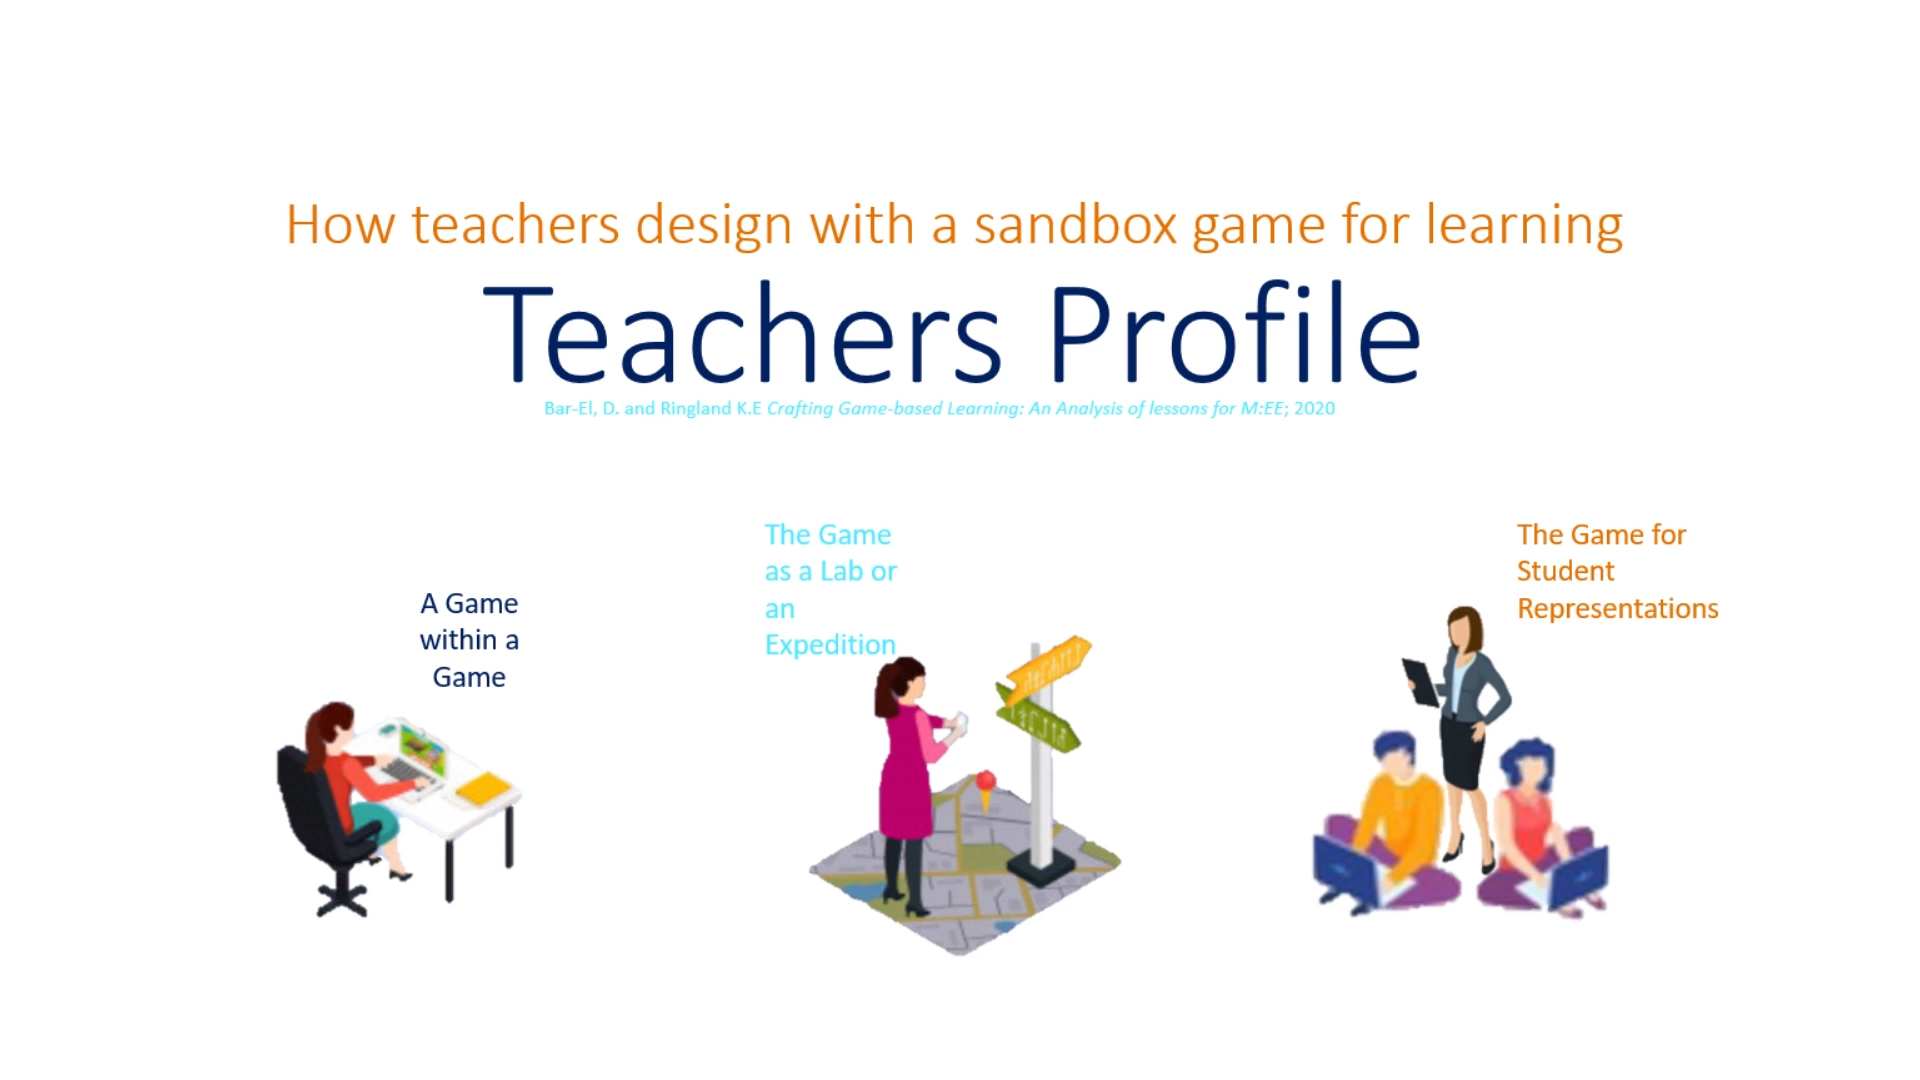 How teachers design with a sandbox game for learning
Teachers Profile
Bar-El, D. and Ringland K.E Crafting Game-based Learning: An Analysis of lessons for M:EE; 2020
A Game
within a
Game
The Game
as a Lab or
an
Expedition
The Game for
Student
Representations